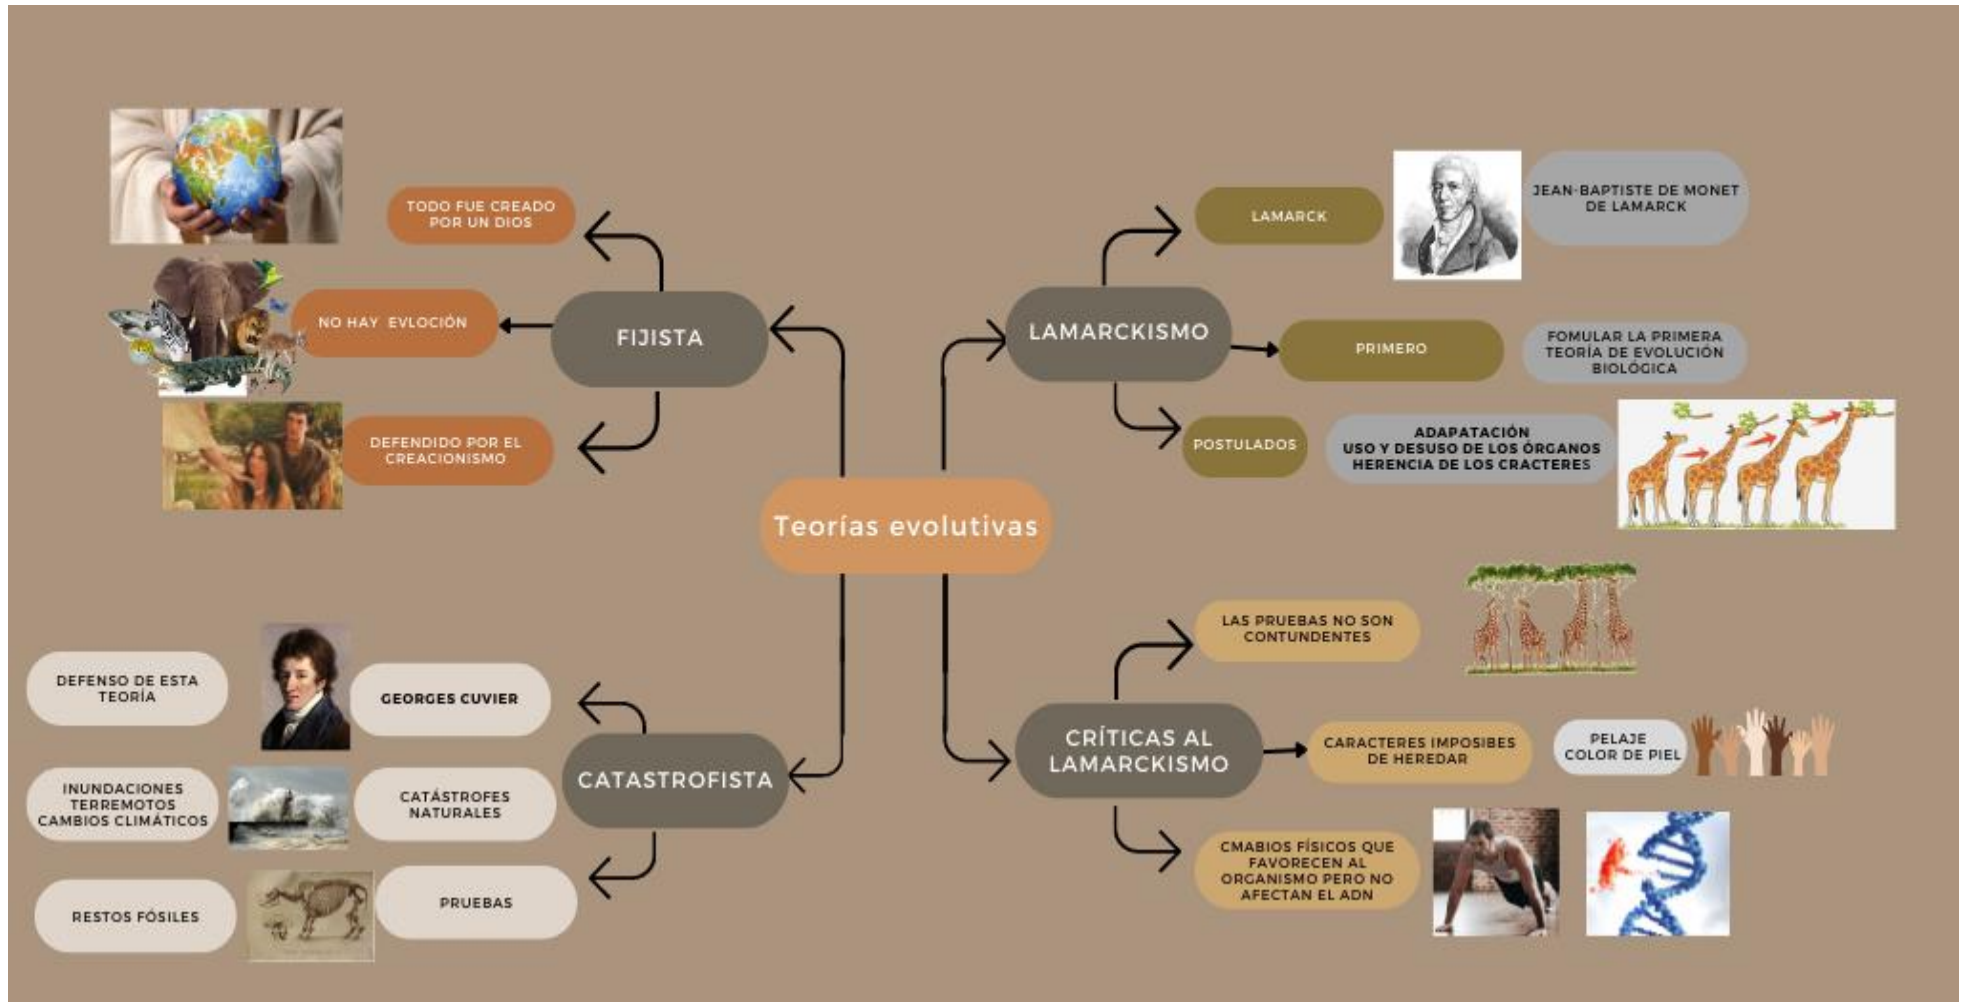 TODO FUE CREADO
POR UN DIOS
NO HAY EVLOCIÓN
FIJISTA
DEFENDIDO POR EL
CREACIONISMO
LAMARCK
JEAN-BAPTISTE DE MONET
DE LAMARCK
LAMARCKISMO
PRIMERO
FOMULAR LA PRIMERA
TEORÍA DE EVOLUCIÓN
BIOLÓGICA
POSTULADOS
ADAPATACIÓN
USO Y DESUSO DE LOS ÓRGANOS
HERENCIA DE LOS CRACTERES
Teorías evolutivas
DEFENSO DE ESTA
TEORÍA
GEORGES CUVIER
INUNDACIONES
TERREMOTOS
CAMBIOS CLIMÁTICOS
CATÁSTROFES
NATURALES
CATASTROFISTA
RESTOS FÓSILES
PRUEBAS
LAS PRUEBAS NO SON
CONTUNDENTES
CRÍTICAS AL
LAMARCKISMO
CARACTERES IMPOSIBES
DE HEREDAR
PELAJE
COLOR DE PIEL
CMABIOS FÍSICOS QUE
FAVORECEN AL
ORGANISMO PERO NO
AFECTAN EL ADN